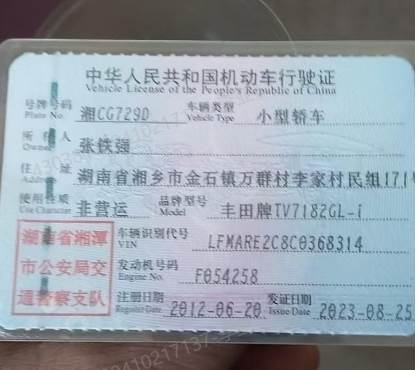 中华人民共和国机动车行驶证
Vehicle License of the People's Republic of China
号牌号码 湘CG729D 车辆类型 小型轿车
Plate No. Vehicle Type
所有人 张铁强
Owner
住址 湖南省湘乡市金石镇万群村李家村民组171
Address
使用性质 非营运 品牌型号 丰田牌TV7182GL-i
Use Character Model
湖南省湘潭
市公安局交
通警察支队
车辆识别代号 LFMARE2C8C0368314
VIN
发动机号码 F054258
Engine No.
注册日期 2012-06-20 发证日期 2023-08-25
Register Date Issue Date